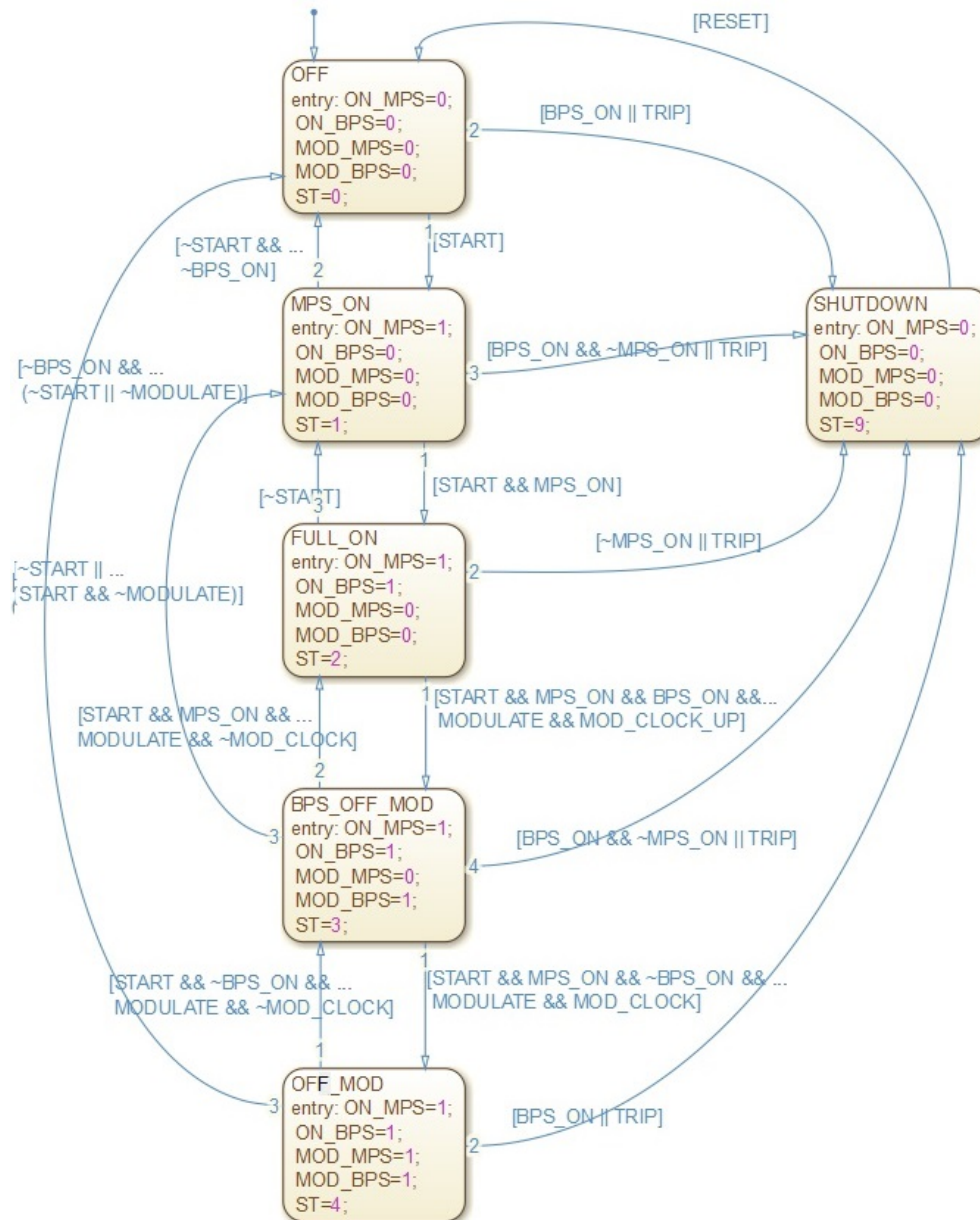 [RESET]
OFF
entry: ON_MPS=0;
ON_BPS=0;
MOD_MPS=0;
MOD_BPS=0;
ST=0;
2
[BPS_ON || TRIP]
1
[START]
[~START && ...
~BPS_ON]
2
MPS_ON
entry: ON_MPS=1;
ON_BPS=0;
MOD_MPS=0;
MOD_BPS=0;
ST=1;
3
[BPS_ON && ~MPS_ON || TRIP]
SHUTDOWN
entry: ON_MPS=0;
ON_BPS=0;
MOD_MPS=0;
MOD_BPS=0;
ST=9;
[~BPS_ON && ...
(~START || ~MODULATE)]
1
[START && MPS_ON]
[~START]
3
FULL_ON
entry: ON_MPS=1;
ON_BPS=1;
MOD_MPS=0;
MOD_BPS=0;
ST=2;
2
[~MPS_ON || TRIP]
[~START || ...
(START && ~MODULATE)]
1
[START && MPS_ON && BPS_ON &&...
MODULATE && MOD_CLOCK_UP]
[START && MPS_ON && ...
MODULATE && ~MOD_CLOCK]
2
BPS_OFF_MOD
entry: ON_MPS=1;
ON_BPS=1;
MOD_MPS=0;
MOD_BPS=1;
ST=3;
3
4
[BPS_ON && ~MPS_ON || TRIP]
1
[START && MPS_ON && ~BPS_ON && ...
MODULATE && MOD_CLOCK]
[START && ~BPS_ON && ...
MODULATE && ~MOD_CLOCK]
1
OFF_MOD
entry: ON_MPS=1;
ON_BPS=1;
MOD_MPS=1;
MOD_BPS=1;
ST=4;
3
2
[BPS_ON || TRIP]